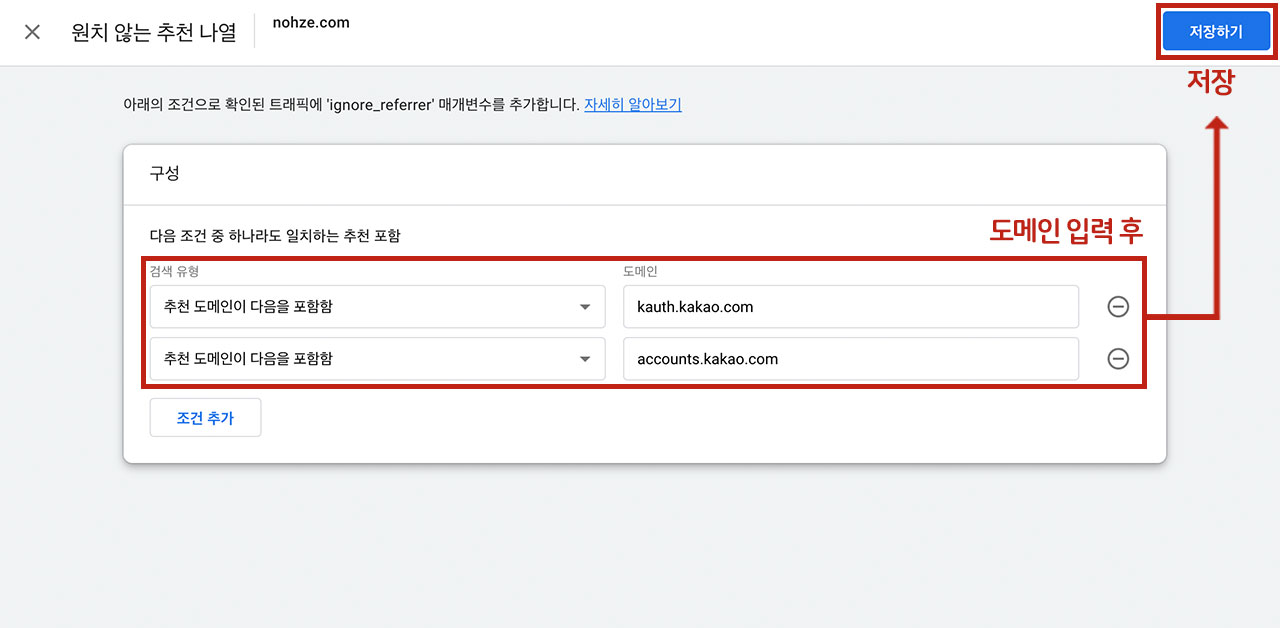 원치 않는 추천 나열
nohze.com
저장하기
저장
아래의 조건으로 확인된 트래픽에 'ignore_referrer' 매개변수를 추가합니다. 자세히 알아보기
구성
다음 조건 중 하나라도 일치하는 추천 포함
도메인 입력 후
검색 유형
도메인
추천 도메인이 다음을 포함함
kauth.kakao.com
추천 도메인이 다음을 포함함
accounts.kakao.com
조건 추가